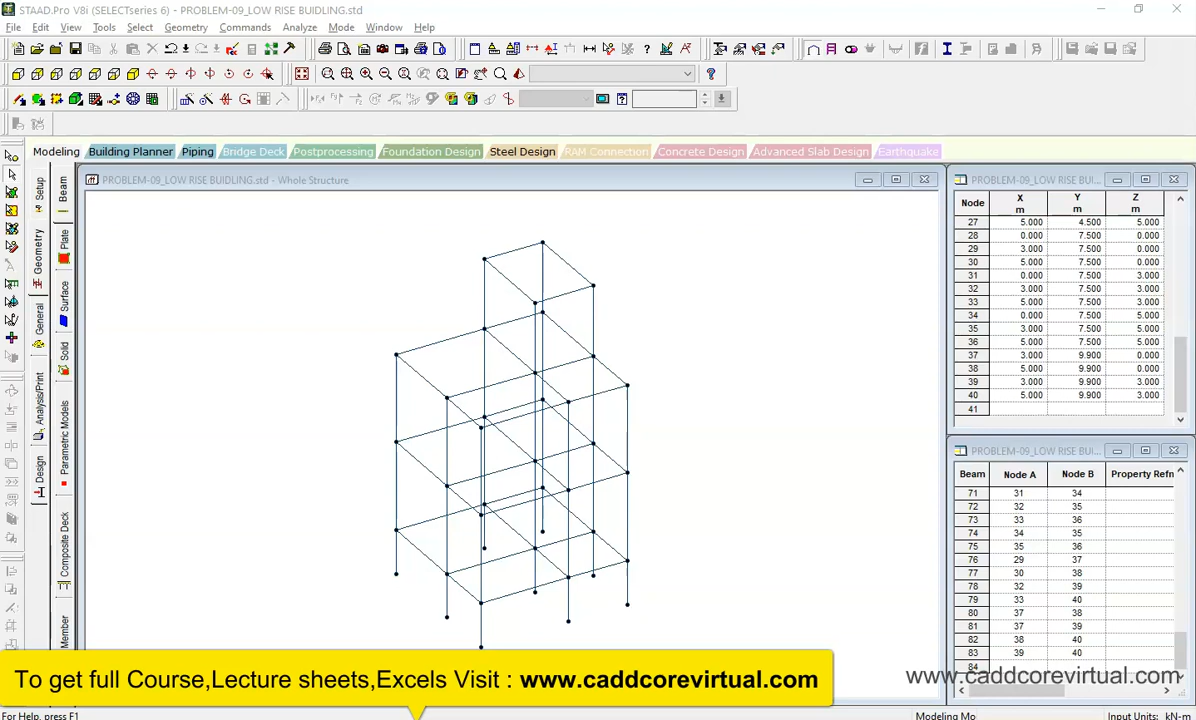 STAAD.Pro V8i (SELECTseries 6) - PROBLEM-09_LOW RISE BUIDLING.std
File Edit View Tools Select Geometry Commands Analyze Mode Window Help
Modeling Building Planner Piping Bridge Deck Postprocessing Foundation Design Steel Design RAM Connection Concrete Design Advanced Slab Design Earthquake
PROBLEM-09_LOW RISE BUIDLING.std - Whole Structure
Setup
Geometry
General
Analysis/Print
Design
Beam
Plate
Surface
Solid
Parametric Models
Composite Deck
Member
PROBLEM-09_LOW RISE BUI...
Node X m Y m Z m
27 5.000 4.500 5.000
28 0.000 7.500 0.000
29 3.000 7.500 0.000
30 5.000 7.500 0.000
31 0.000 7.500 3.000
32 3.000 7.500 3.000
33 5.000 7.500 3.000
34 0.000 7.500 5.000
35 3.000 7.500 5.000
36 5.000 7.500 5.000
37 3.000 9.900 0.000
38 5.000 9.900 0.000
39 3.000 9.900 3.000
40 5.000 9.900 3.000
41
PROBLEM-09_LOW RISE BUI...
Beam Node A Node B Property Refn
71 31 34
72 32 35
73 33 36
74 34 35
75 35 36
76 29 37
77 30 38
78 32 39
79 33 40
80 37 38
81 37 39
82 38 40
83 39 40
84
To get full Course,Lecture sheets,Excels Visit : www.caddcorevirtual.com
www.caddcorevirtual.com
For Help, press F1
Modeling Mo
Input Units: kN-m